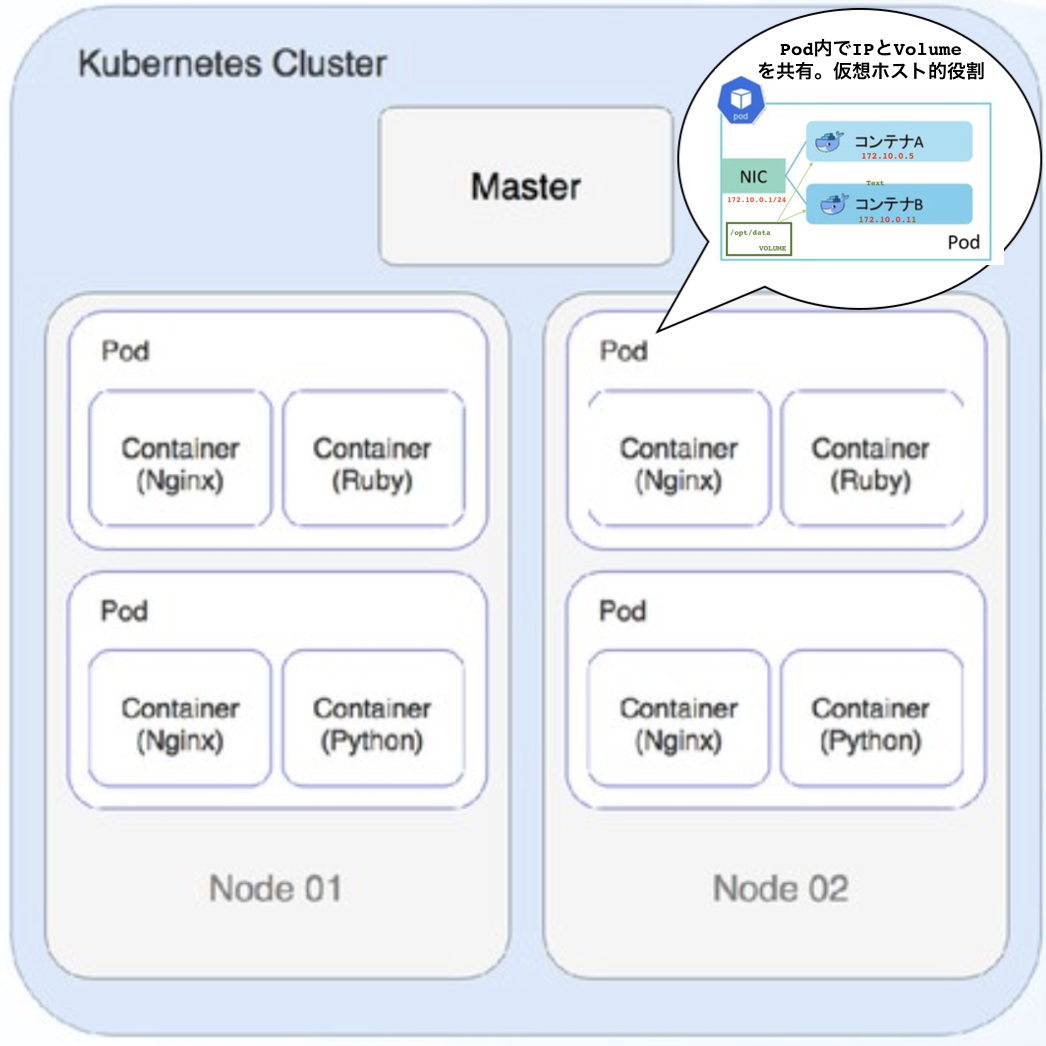 Kubernetes Cluster
Pod内でIPとVolume
を共有。仮想ホスト的役割
pod
コンテナA
172.10.0.5
NIC
172.10.0.1/24
Text
コンテナB
172.10.0.11
/opt/data
VOLUME
Pod
Master
Pod
Container
(Nginx)
Container
(Ruby)
Pod
Container
(Nginx)
Container
(Python)
Node 01
Pod
Container
(Nginx)
Container
(Ruby)
Pod
Container
(Nginx)
Container
(Python)
Node 02